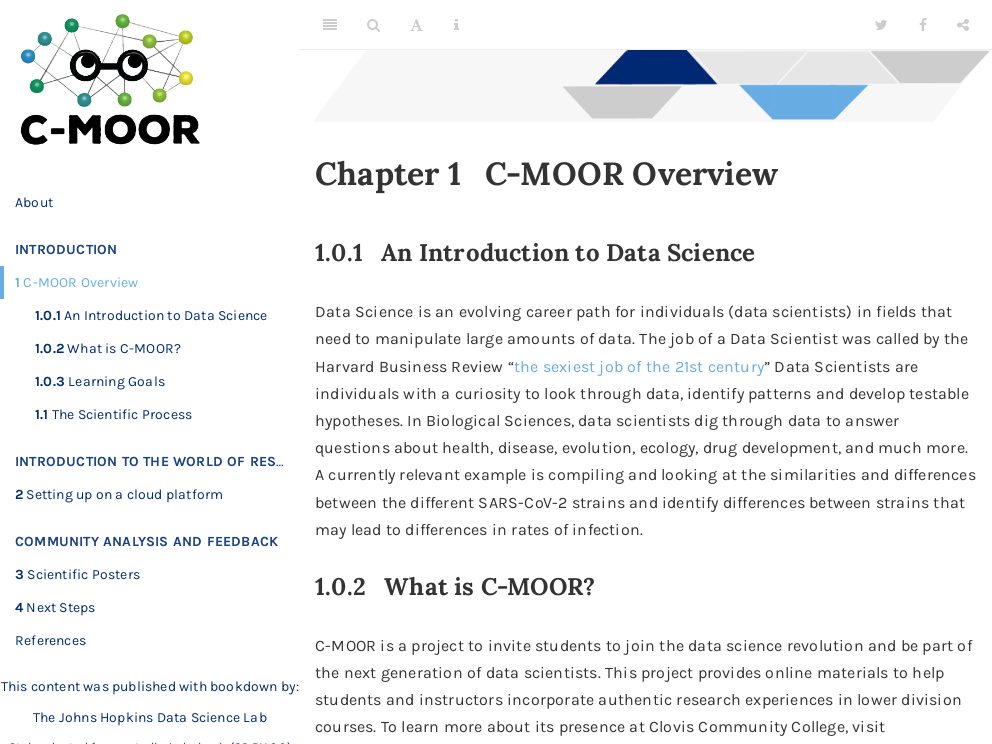 C-MOOR
About
INTRODUCTION
1 C-MOOR Overview
1.0.1 An Introduction to Data Science
1.0.2 What is C-MOOR?
1.0.3 Learning Goals
1.1 The Scientific Process
INTRODUCTION TO THE WORLD OF RES…
2 Setting up on a cloud platform
COMMUNITY ANALYSIS AND FEEDBACK
3 Scientific Posters
4 Next Steps
References
This content was published with bookdown by:
The Johns Hopkins Data Science Lab
Chapter 1 C-MOOR Overview
1.0.1 An Introduction to Data Science
Data Science is an evolving career path for individuals (data scientists) in fields that
need to manipulate large amounts of data. The job of a Data Scientist was called by the
Harvard Business Review “the sexiest job of the 21st century” Data Scientists are
individuals with a curiosity to look through data, identify patterns and develop testable
hypotheses. In Biological Sciences, data scientists dig through data to answer
questions about health, disease, evolution, ecology, drug development, and much more.
A currently relevant example is compiling and looking at the similarities and differences
between the different SARS-CoV-2 strains and identify differences between strains that
may lead to differences in rates of infection.
1.0.2 What is C-MOOR?
C-MOOR is a project to invite students to join the data science revolution and be part of
the next generation of data scientists. This project provides online materials to help
students and instructors incorporate authentic research experiences in lower division
courses. To learn more about its presence at Clovis Community College, visit